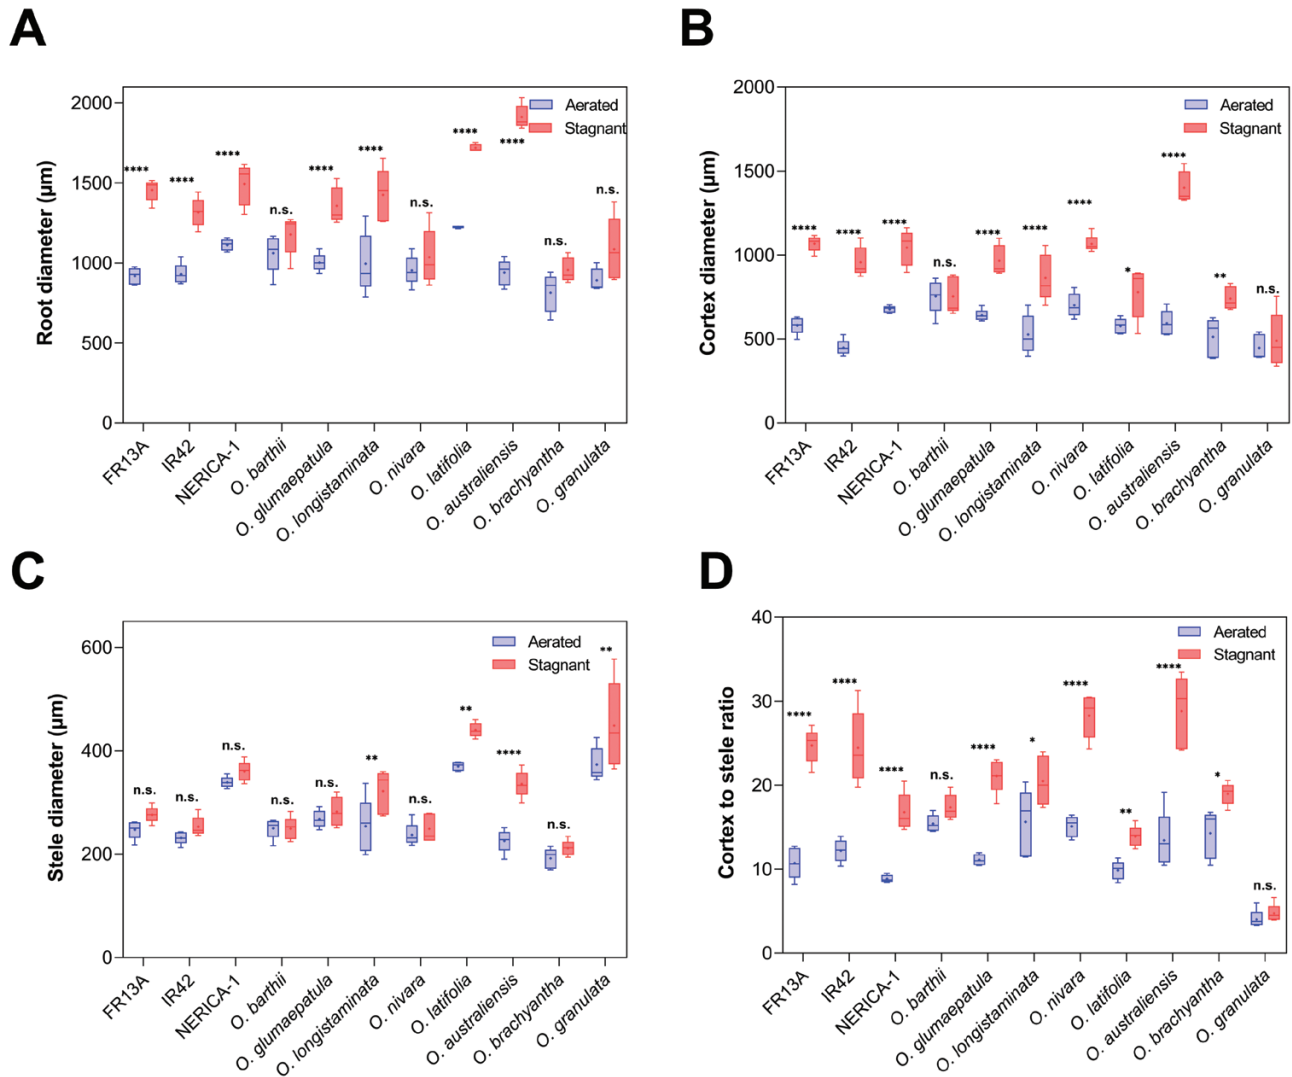 A
Root diameter (μm)
2000
1500
1000
500
0
Aerated
Stagnant
**** **** **** n.s. **** **** n.s. **** **** n.s. n.s.
FR13A
IR42
NERICA-1
O. barthii
O. glumaepatula
O. longistaminata
O. nivara
O. latifolia
O. australiensis
O. brachyantha
O. granulata
B
Cortex diameter (μm)
2000
1500
1000
500
0
Aerated
Stagnant
**** **** **** n.s. **** **** **** * **** ** n.s.
FR13A
IR42
NERICA-1
O. barthii
O. glumaepatula
O. longistaminata
O. nivara
O. latifolia
O. australiensis
O. brachyantha
O. granulata
C
Stele diameter (μm)
600
400
200
0
Aerated
Stagnant
n.s. n.s. n.s. n.s. n.s. ** n.s. ** **** n.s. **
FR13A
IR42
NERICA-1
O. barthii
O. glumaepatula
O. longistaminata
O. nivara
O. latifolia
O. australiensis
O. brachyantha
O. granulata
D
Cortex to stele ratio
40
30
20
10
0
Aerated
Stagnant
**** **** **** n.s. **** * **** ** **** * n.s.
FR13A
IR42
NERICA-1
O. barthii
O. glumaepatula
O. longistaminata
O. nivara
O. latifolia
O. australiensis
O. brachyantha
O. granulata